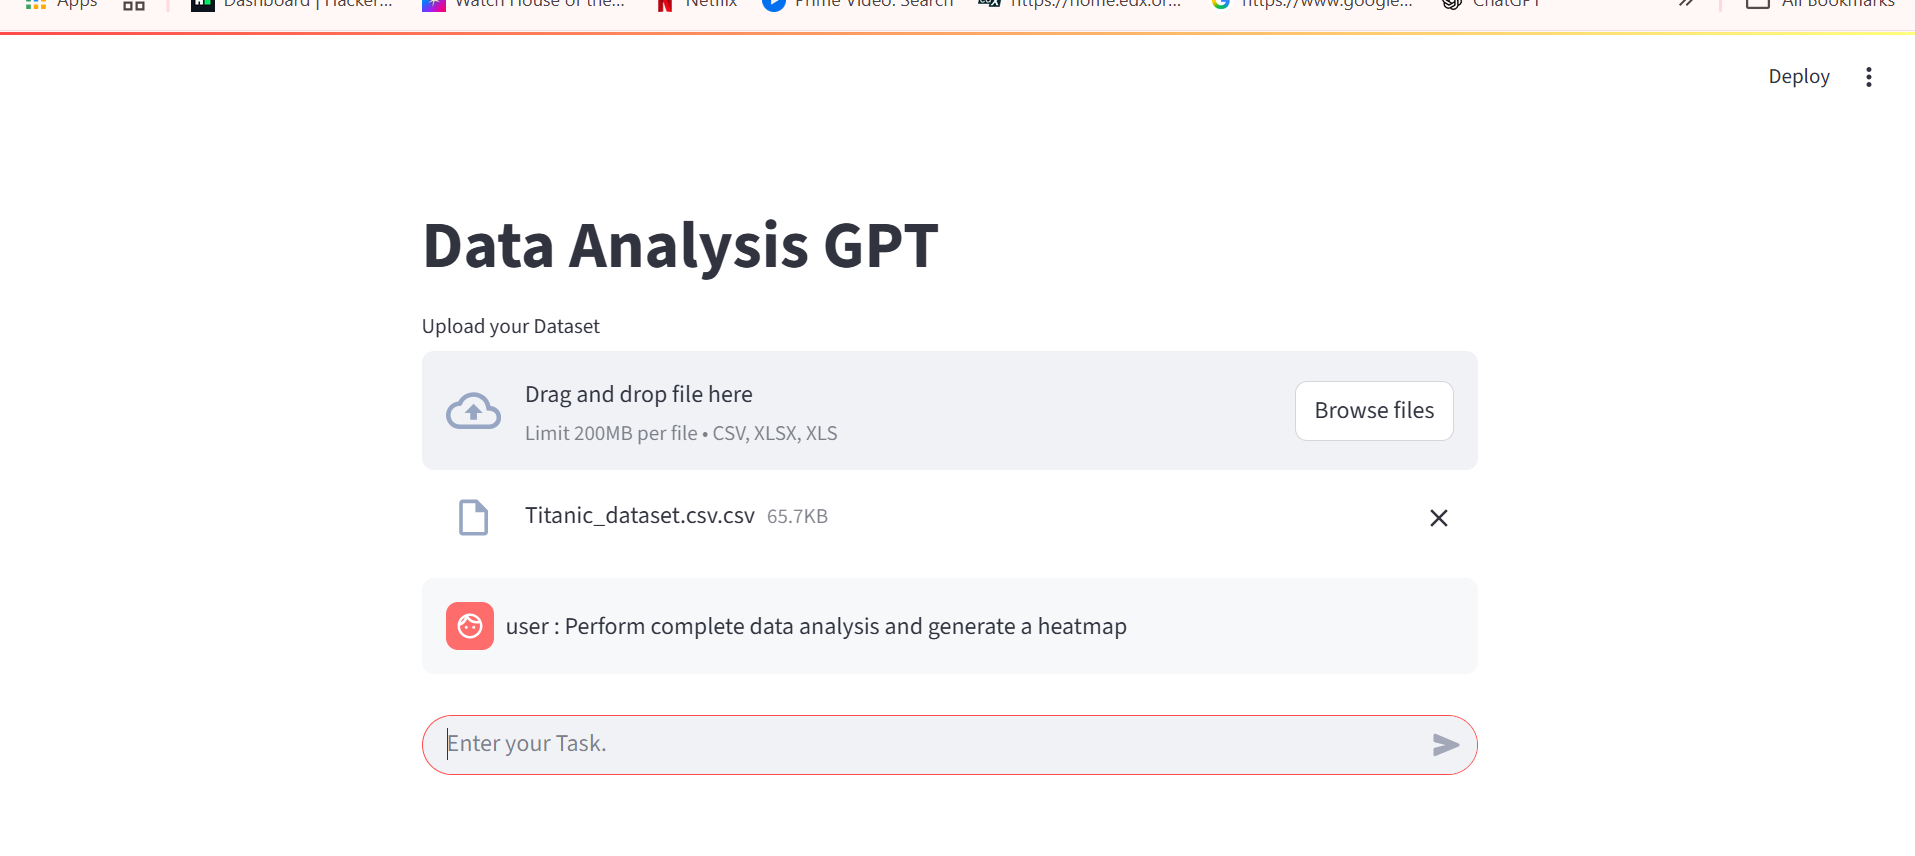 Apps
Dashboard | Hacker...
Watch House of the...
Netflix
Prime Video: Search
https://home.edx.or...
https://www.google...
ChatGPT
All Bookmarks
Deploy
Data Analysis GPT
Upload your Dataset
Drag and drop file here
Limit 200MB per file • CSV, XLSX, XLS
Browse files
Titanic_dataset.csv.csv 65.7KB
user : Perform complete data analysis and generate a heatmap
Enter your Task.